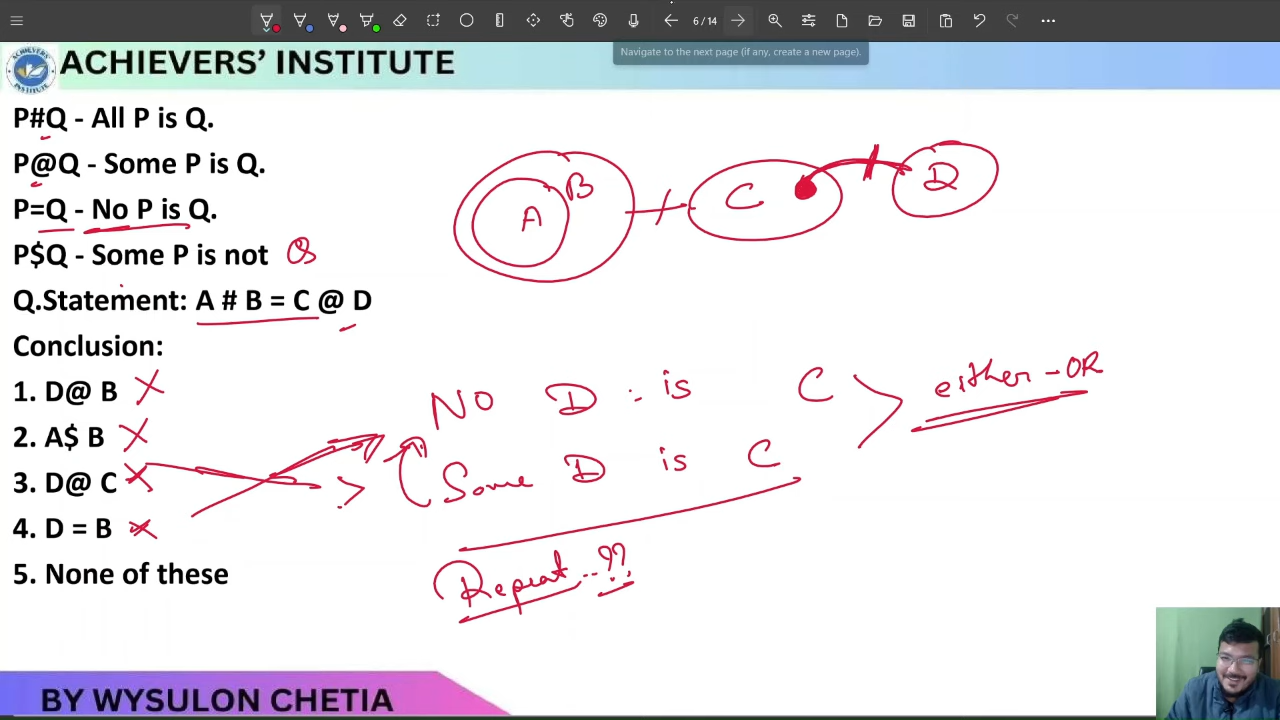 6 / 14
Navigate to the next page (if any, create a new page).
ACHIEVERS' INSTITUTE
P#Q - All P is Q.
P@Q - Some P is Q.
P=Q - No P is Q.
P$Q - Some P is not Q
Q.Statement: A # B = C @ D
Conclusion:
1. D@ B
2. A$ B
3. D@ C
4. D = B
5. None of these
A B C D
NO D is C
either - OR
Some D is C
Repeat..??
BY WYSULON CHETIA